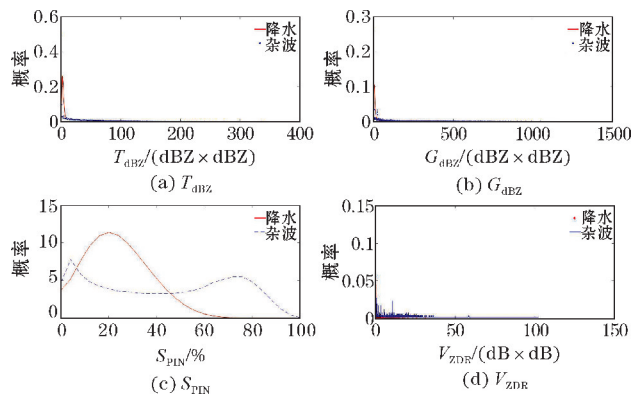 0.6
0.4
0.2
0
概率
降水
杂波
0 100 200 300 400
T_dBZ/(dBZ×dBZ)
(a) T_dBZ
0.3
0.2
0.1
0
概率
降水
杂波
0 500 1000 1500
G_dBZ/(dBZ×dBZ)
(b) G_dBZ
15
10
5
0
概率
降水
杂波
0 20 40 60 80 100
S_PIN/%
(c) S_PIN
0.15
0.1
0.05
0
概率
降水
杂波
0 50 100 150
V_ZDR/(dB×dB)
(d) V_ZDR